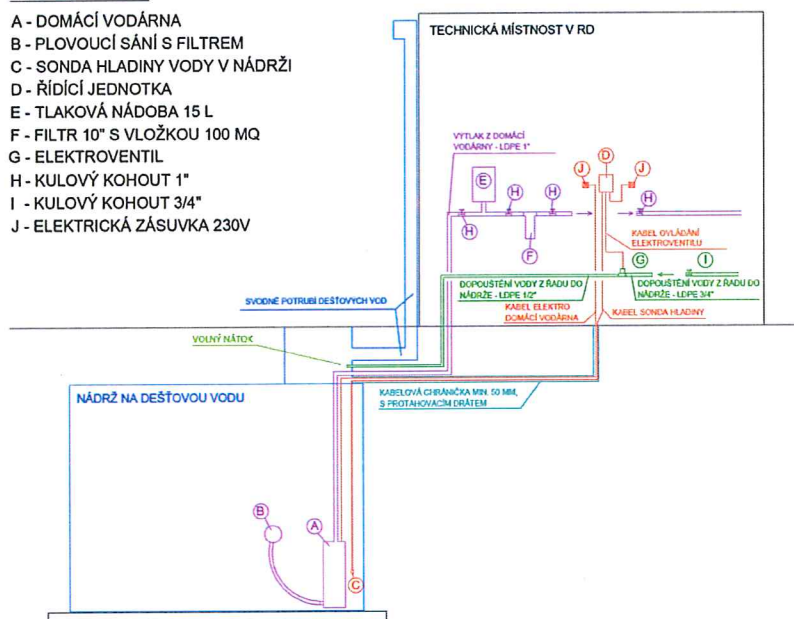 A - DOMÁCÍ VODÁRNA
B - PLOVOUCÍ SÁNÍ S FILTREM
C - SONDA HLADINY VODY V NÁDRŽI
D - ŘÍDÍCÍ JEDNOTKA
E - TLAKOVÁ NÁDOBA 15 L
F - FILTR 10" S VLOŽKOU 100 MQ
G - ELEKTROVENTIL
H - KULOVÝ KOHOUT 1"
I - KULOVÝ KOHOUT 3/4"
J - ELEKTRICKÁ ZÁSUVKA 230V
TECHNICKÁ MÍSTNOST V RD
VÝTLAK Z DOMÁCÍ
VODÁRNY - LDPE 1"
E
H
H
H
F
J
D
J
H
KABEL OVLÁDÁNÍ
ELEKTROVENTILU
G
I
DOPOUŠTĚNÍ VODY Z ŘADU DO
NÁDRŽE - LDPE 1/2"
DOPOUŠTĚNÍ VODY Z ŘADU DO
NÁDRŽE - LDPE 3/4"
SVODNÉ POTRUBÍ DEŠŤOVÝCH VOD
KABEL ELEKTRO
DOMÁCÍ VODÁRNA
KABEL SONDA HLADINY
VOLNÝ NÁTOK
NÁDRŽ NA DEŠŤOVOU VODU
KABELOVÁ CHRÁNIČKA MIN. 50 MM,
S PROTAHOVACÍM DRÁTEM
B
A
C